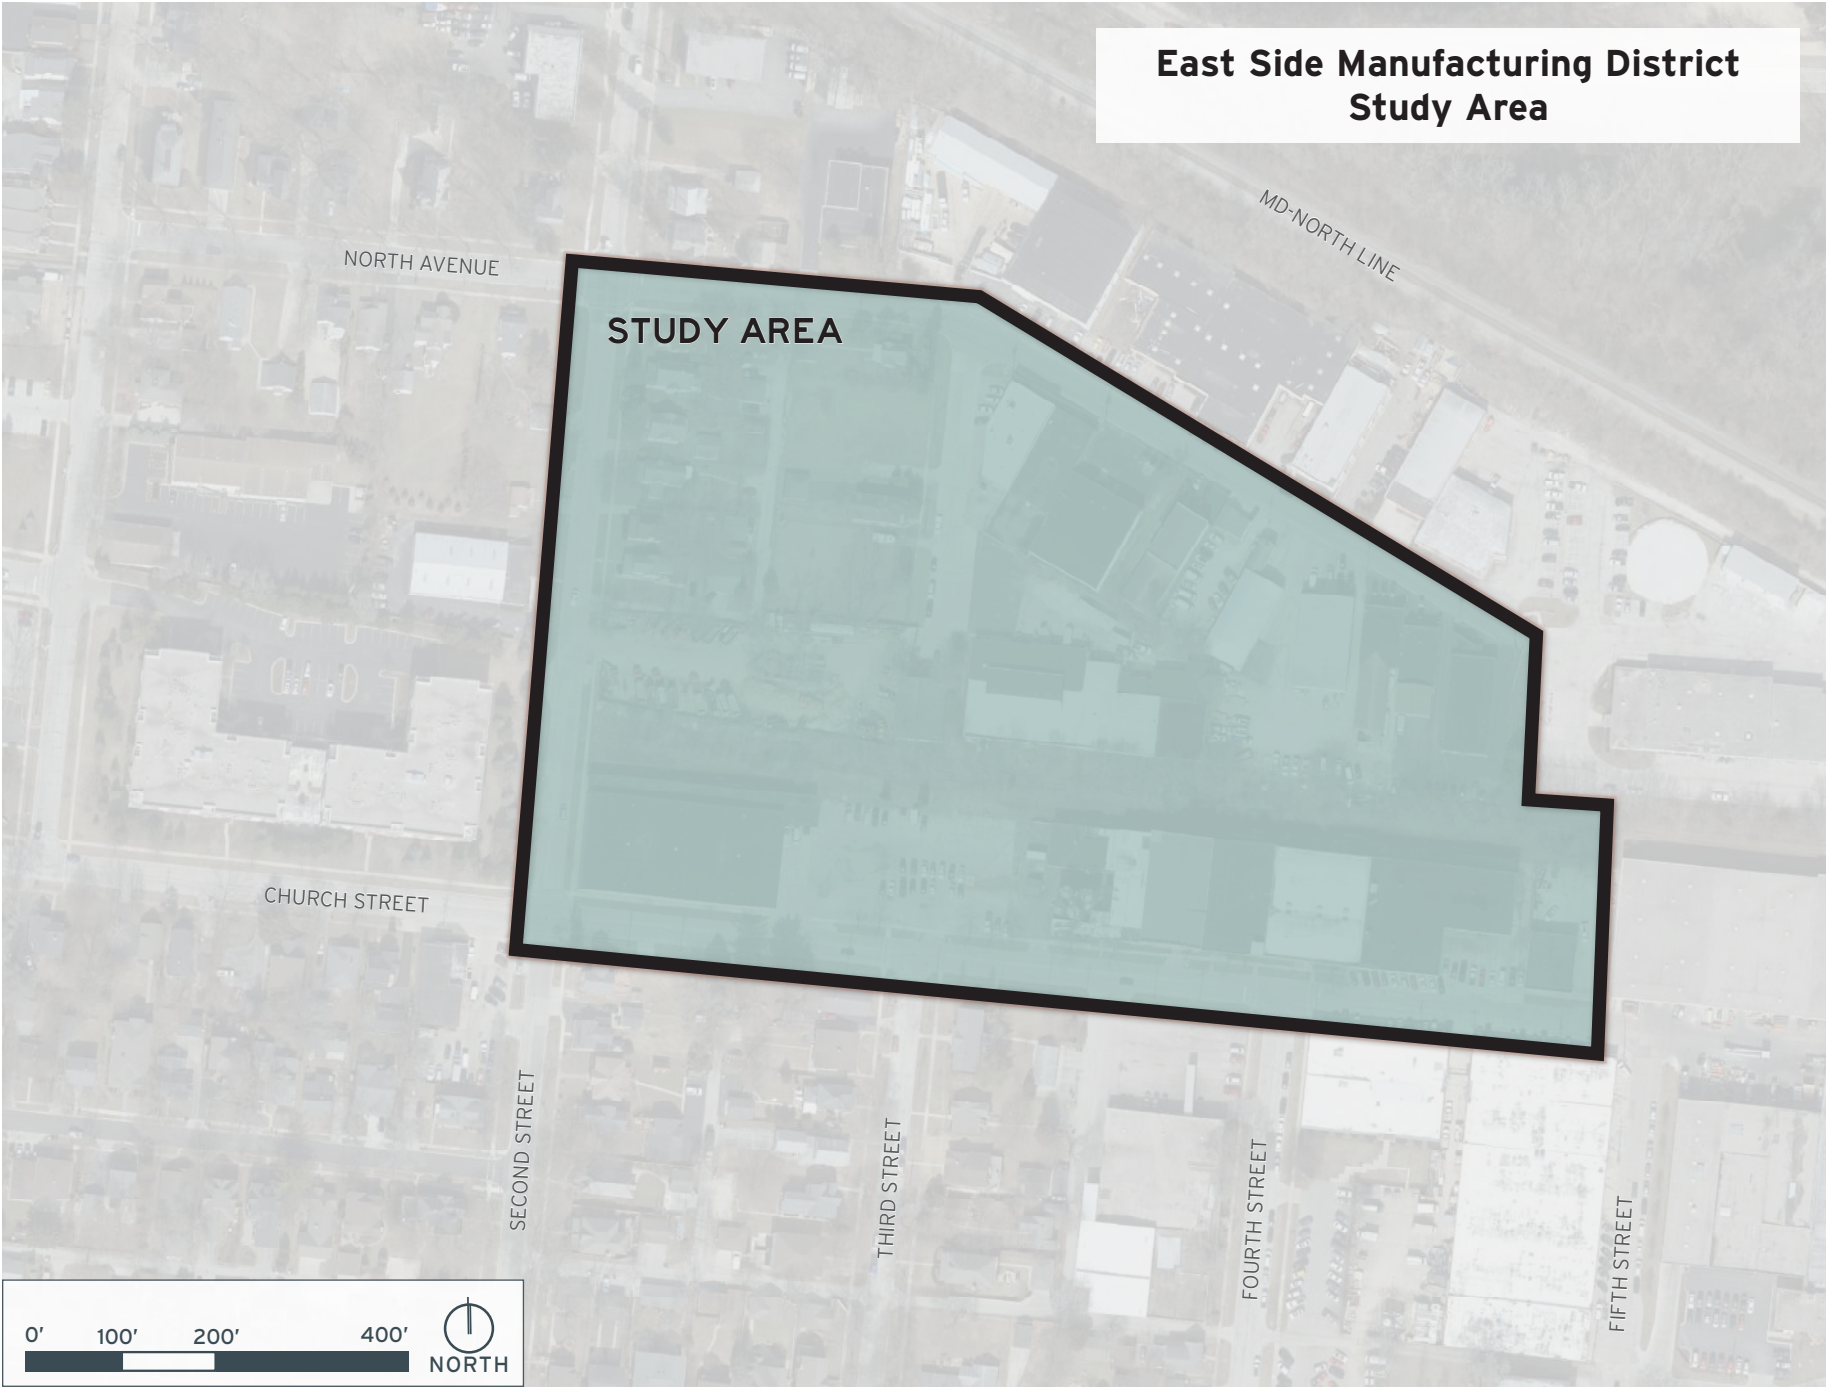 East Side Manufacturing District
Study Area
MD-NORTH LINE
NORTH AVENUE
STUDY AREA
CHURCH STREET
SECOND STREET
THIRD STREET
FOURTH STREET
FIFTH STREET
0' 100' 200' 400'
NORTH